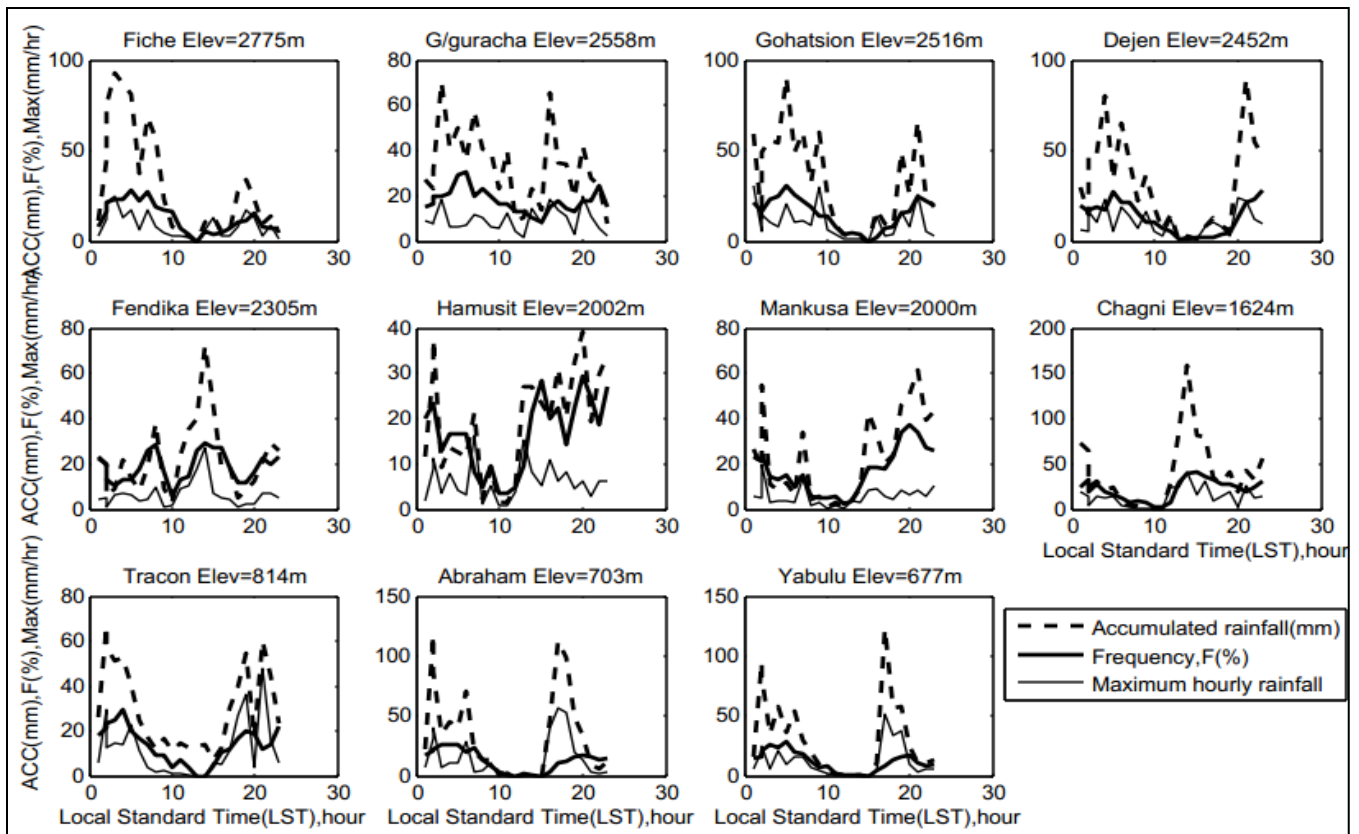 Fiche Elev=2775m
G/guracha Elev=2558m
Gohatsion Elev=2516m
Dejen Elev=2452m
ACC(mm),F(%),Max(mm/hr)
100
50
0
0 10 20 30
80
60
40
20
0
0 10 20 30
100
50
0
0 10 20 30
100
50
0
0 10 20 30
Fendika Elev=2305m
Hamusit Elev=2002m
Mankusa Elev=2000m
Chagni Elev=1624m
ACC(mm),F(%),Max(mm/hr)
80
60
40
20
0
0 10 20 30
40
30
20
10
0
0 10 20 30
80
60
40
20
0
0 10 20 30
200
150
100
50
0
0 10 20 30
Local Standard Time(LST),hour
Tracon Elev=814m
Abraham Elev=703m
Yabulu Elev=677m
ACC(mm),F(%),Max(mm/hr)
80
60
40
20
0
0 10 20 30
Local Standard Time(LST),hour
150
100
50
0
0 10 20 30
Local Standard Time(LST),hour
150
100
50
0
0 10 20 30
Local Standard Time(LST),hour
Accumulated rainfall(mm)
Frequency,F(%)
Maximum hourly rainfall